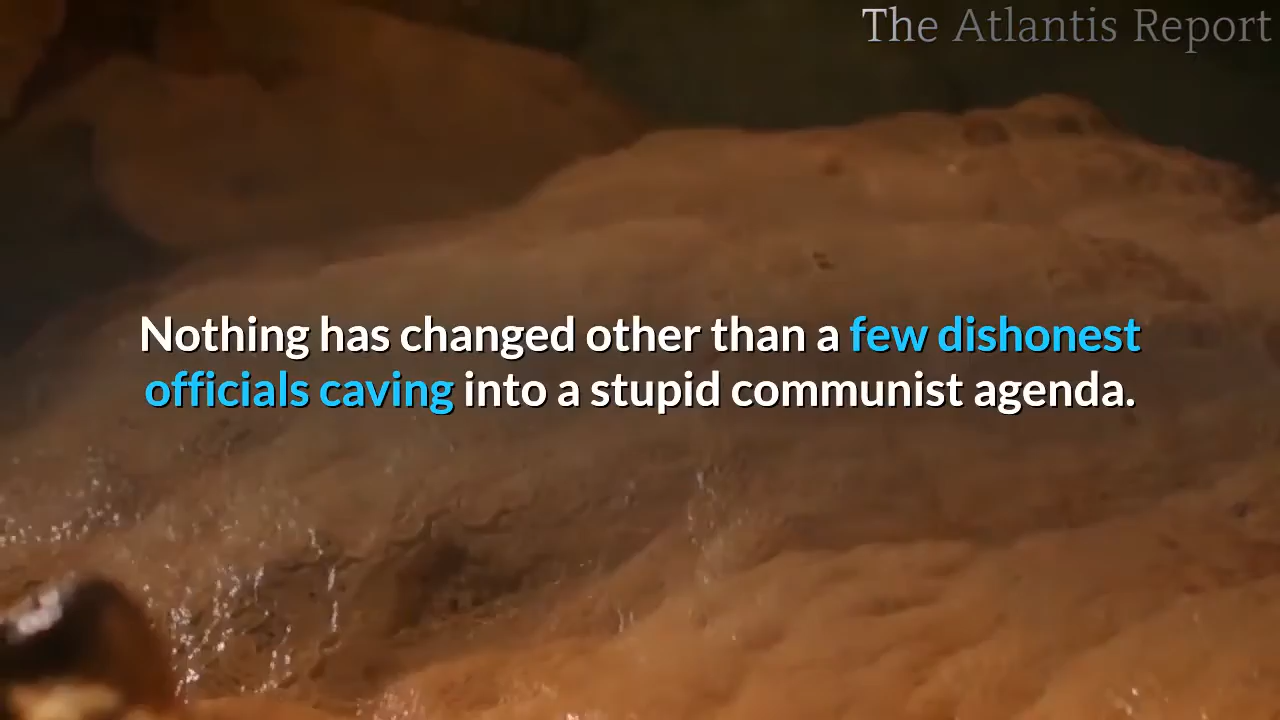 The Atlantis Report
Nothing has changed other than a few dishonest
officials caving into a stupid communist agenda.